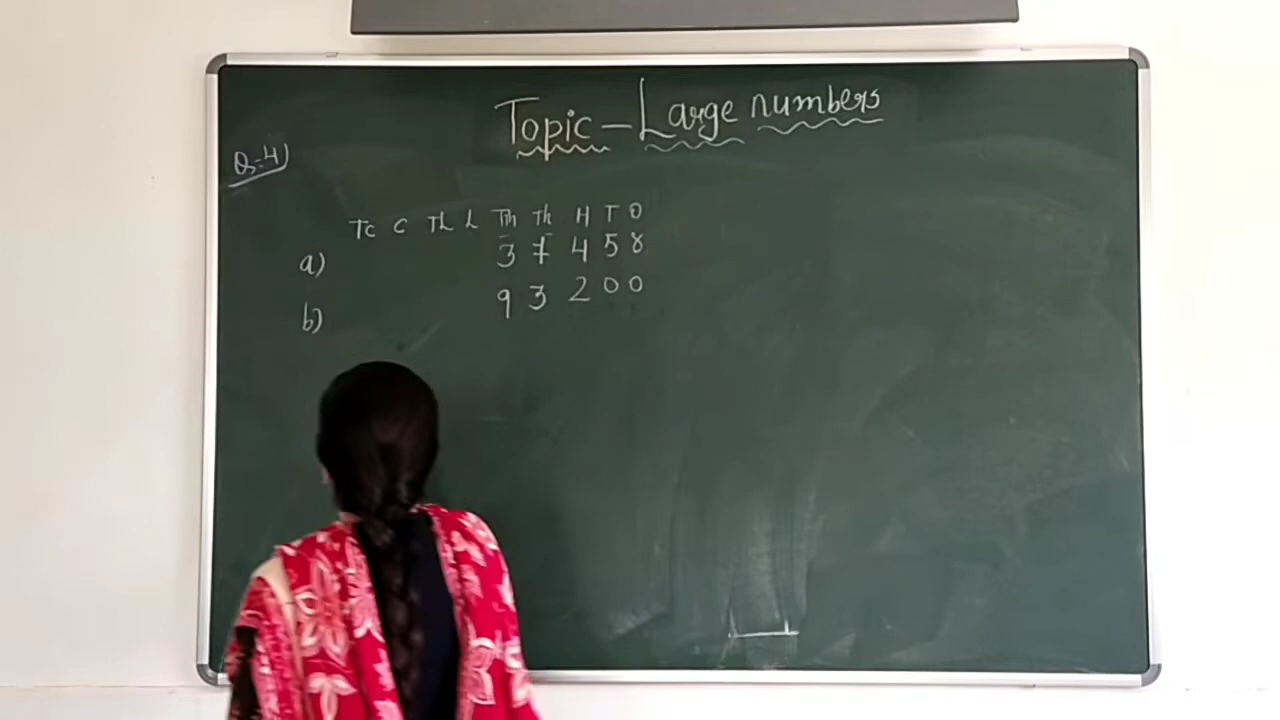 Topic - Large numbers
Q-4)
TC C TL L Tth Th H T O
a) 3 7 4 5 8
b) 9 3 2 0 0